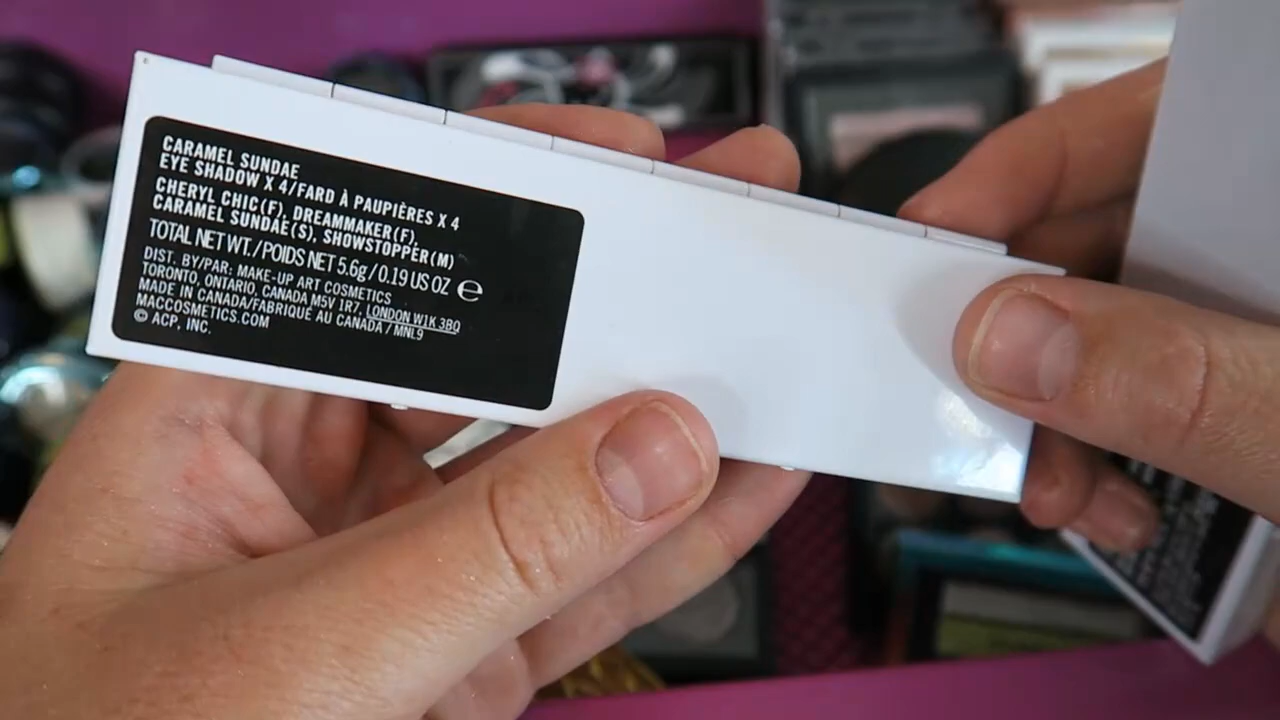 CARAMEL SUNDAE
EYE SHADOW X 4/FARD À PAUPIÈRES X 4
CHERYL CHIC(F), DREAMMAKER(F),
CARAMEL SUNDAE(S), SHOWSTOPPER(M)
TOTAL NET WT./POIDS NET 5.6g / 0.19 US OZ ℮
DIST. BY/PAR: MAKE-UP ART COSMETICS
TORONTO, ONTARIO, CANADA M5V 1R7, LONDON W1K 3BQ
MADE IN CANADA/FABRIQUÉ AU CANADA / MNL9
MACCOSMETICS.COM
© ACP, INC.